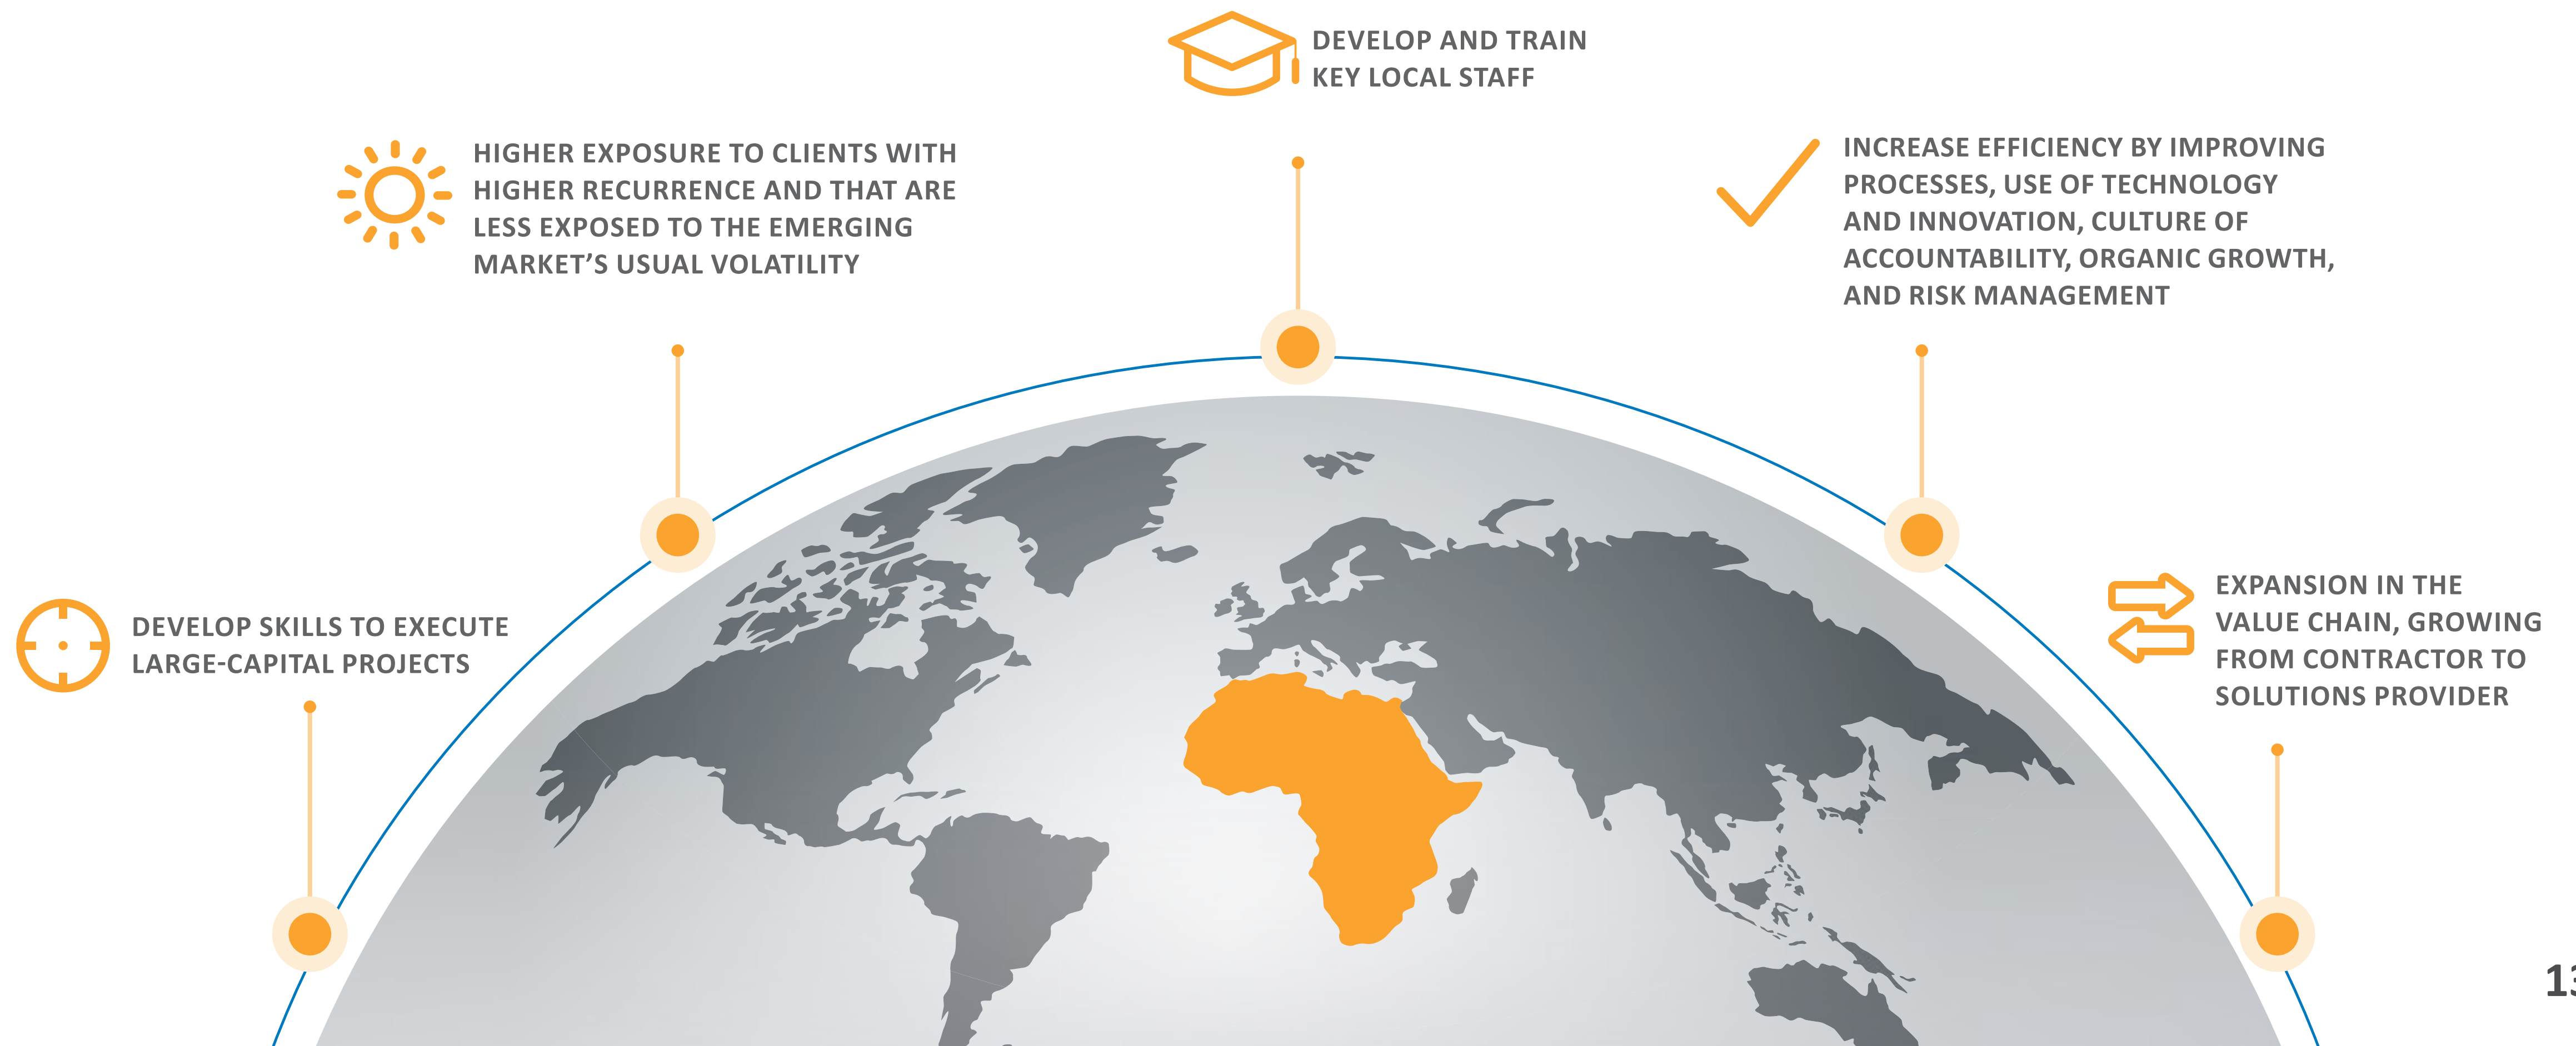 DEVELOP AND TRAIN
KEY LOCAL STAFF
HIGHER EXPOSURE TO CLIENTS WITH
HIGHER RECURRENCE AND THAT ARE
LESS EXPOSED TO THE EMERGING
MARKET’S USUAL VOLATILITY
INCREASE EFFICIENCY BY IMPROVING
PROCESSES, USE OF TECHNOLOGY
AND INNOVATION, CULTURE OF
ACCOUNTABILITY, ORGANIC GROWTH,
AND RISK MANAGEMENT
DEVELOP SKILLS TO EXECUTE
LARGE-CAPITAL PROJECTS
EXPANSION IN THE
VALUE CHAIN, GROWING
FROM CONTRACTOR TO
SOLUTIONS PROVIDER